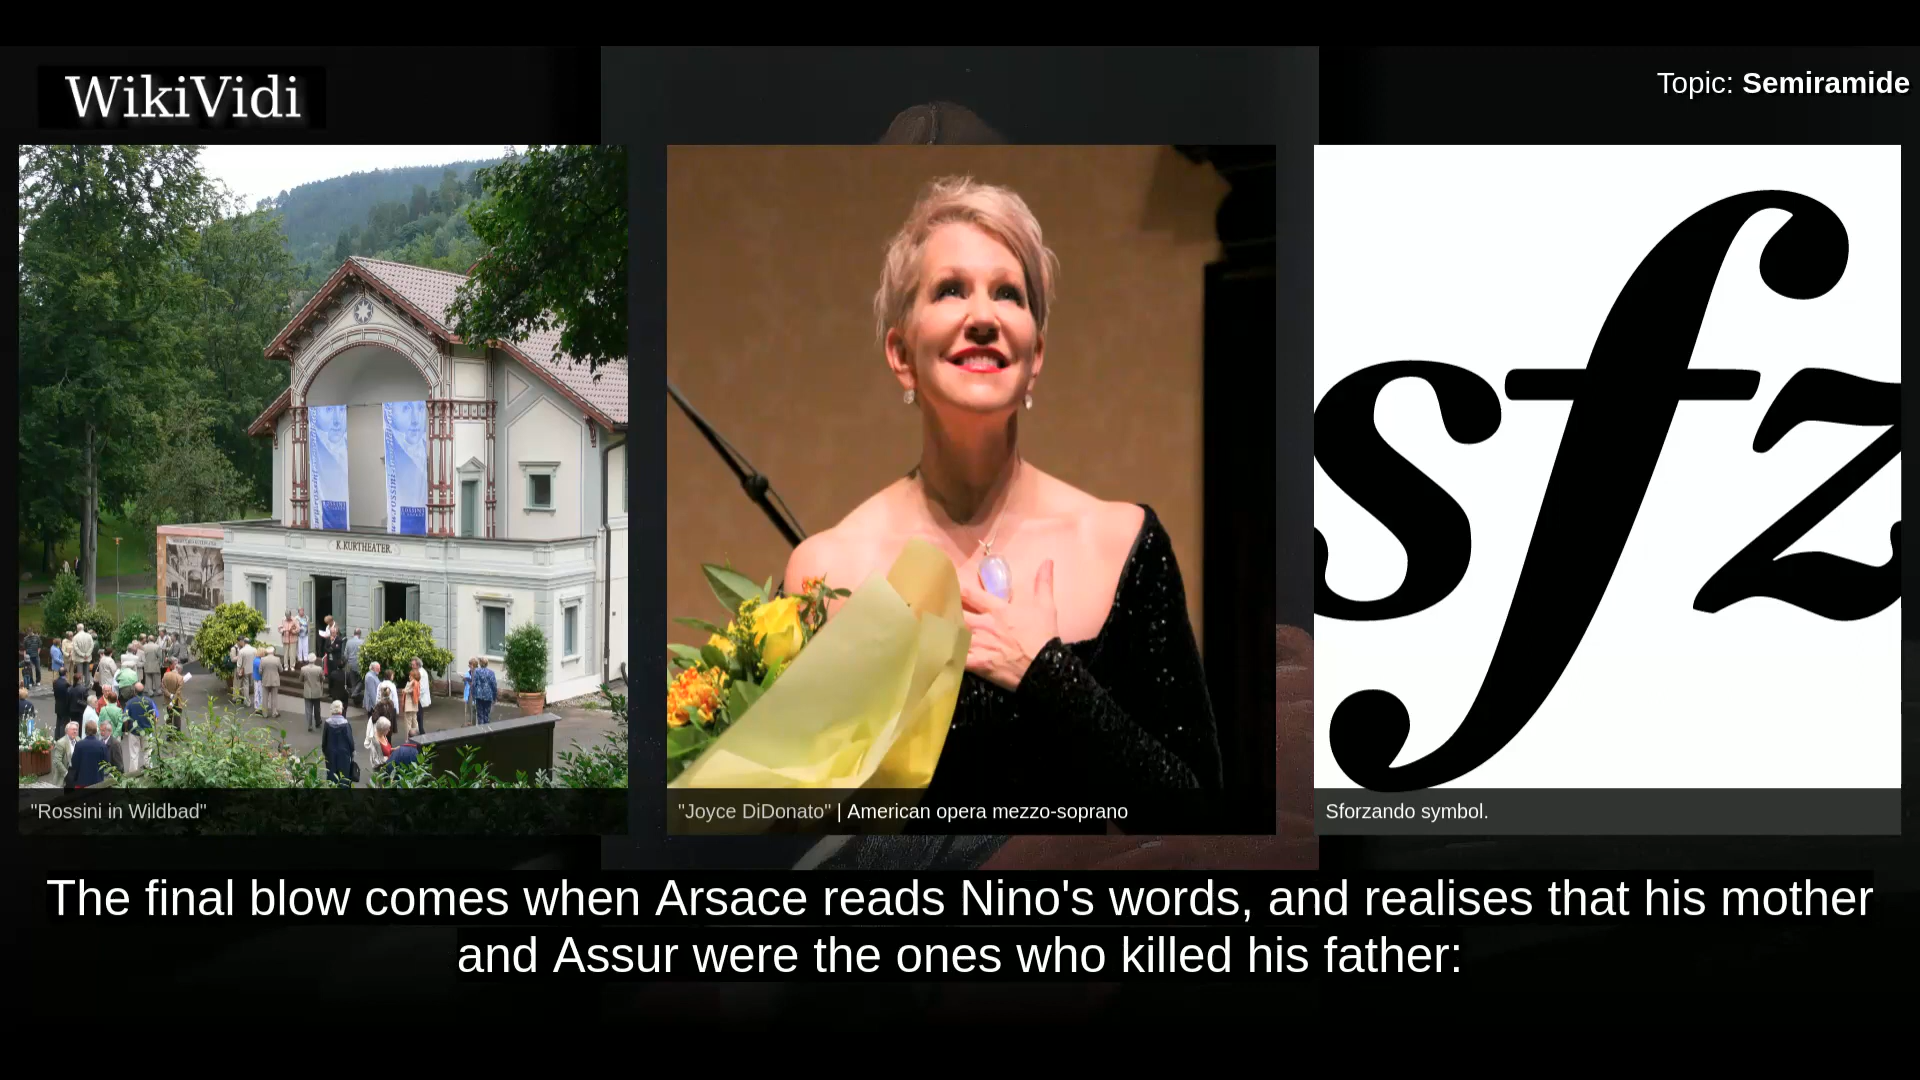 WikiVidi
Topic: Semiramide
K.KURTHEATER
sfz
"Rossini in Wildbad"
"Joyce DiDonato" | American opera mezzo-soprano
Sforzando symbol.
The final blow comes when Arsace reads Nino's words, and realises that his mother
and Assur were the ones who killed his father: